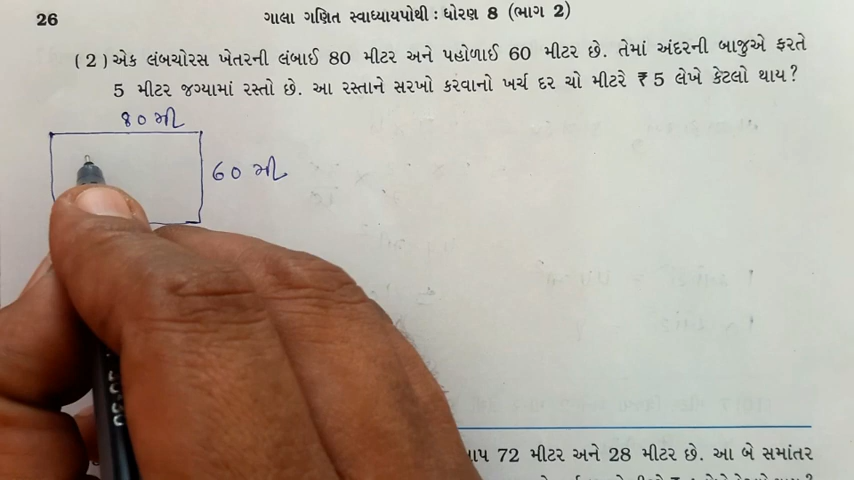 26
ગાલા ગણિત સ્વાધ્યાયપોથી : ધોરણ 8 (ભાગ 2)
(2) એક લંબચોરસ ખેતરની લંબાઈ 80 મીટર અને પહોળાઈ 60 મીટર છે. તેમાં અંદરની બાજુએ ફરતે
5 મીટર જગ્યામાં રસ્તો છે. આ રસ્તાને સરખો કરવાનો ખર્ચ દર ચો મીટરે ₹ 5 લેખે કેટલો થાય?
80 મી
60 મી
72 મીટર અને 28 મીટર છે. આ બે સમાંતર